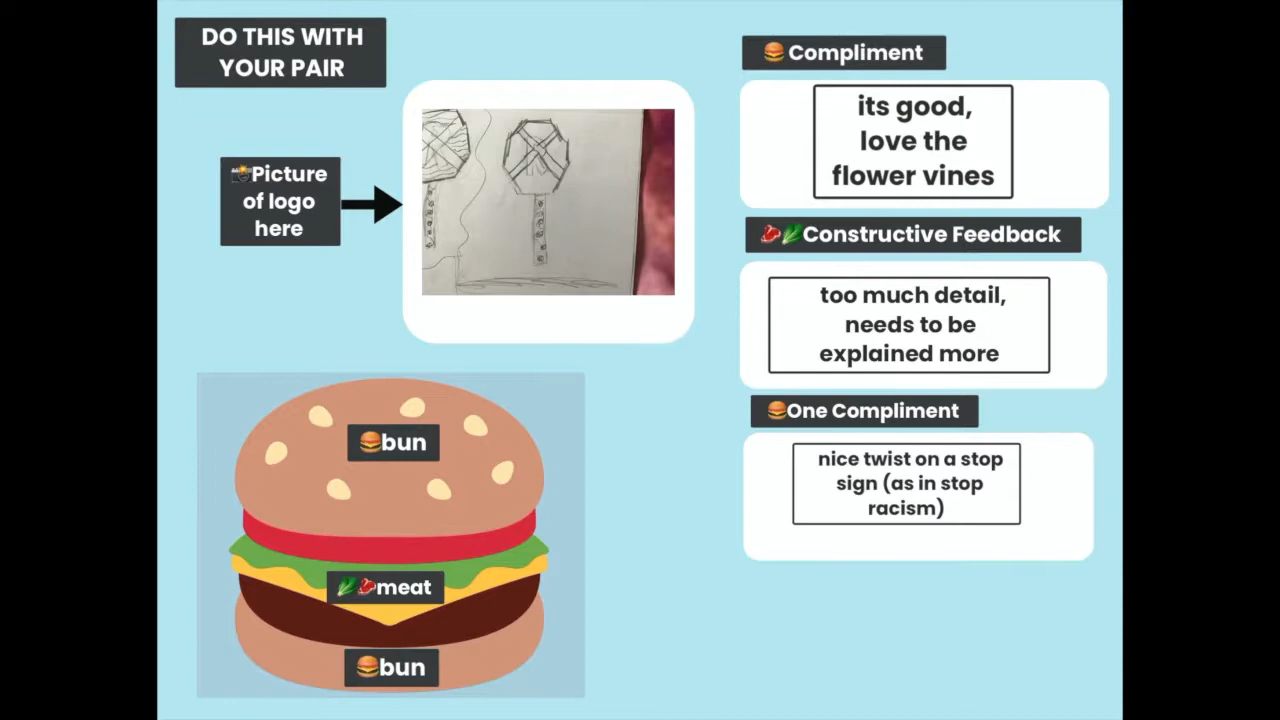 DO THIS WITH
YOUR PAIR
📸Picture
of logo
here
🍔Compliment
its good,
love the
flower vines
🥩🥬Constructive Feedback
too much detail,
needs to be
explained more
🍔One Compliment
nice twist on a stop
sign (as in stop
racism)
🍔bun
🥬🥩meat
🍔bun